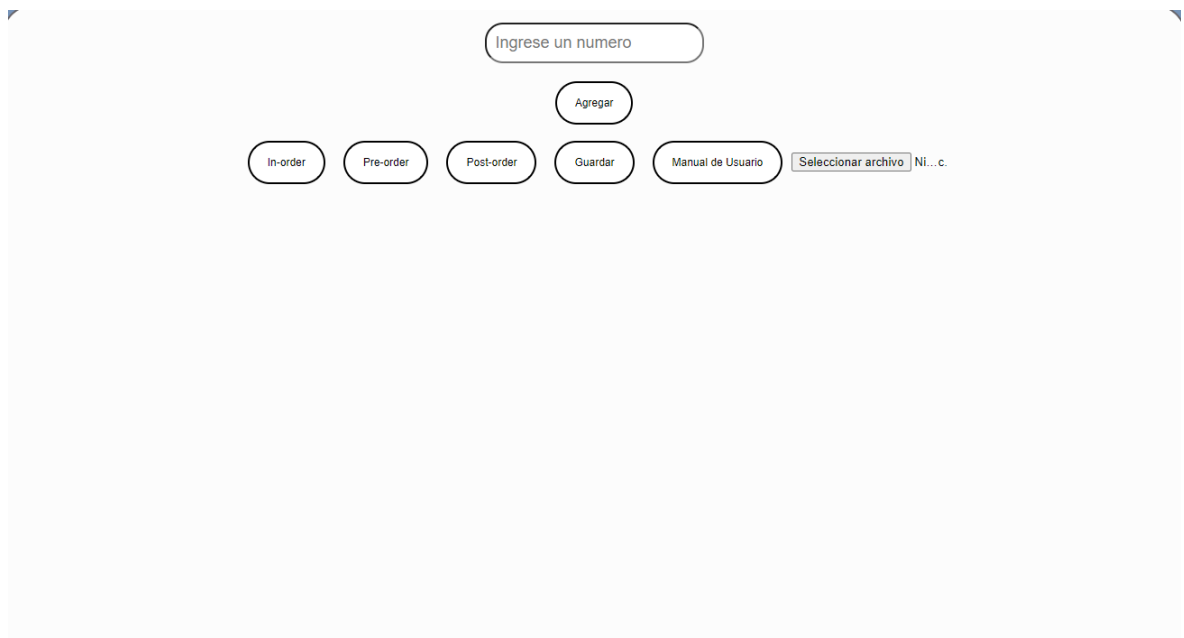 Ingrese un numero
Agregar
In-order Pre-order Post-order Guardar Manual de Usuario Seleccionar archivo Ni...c.